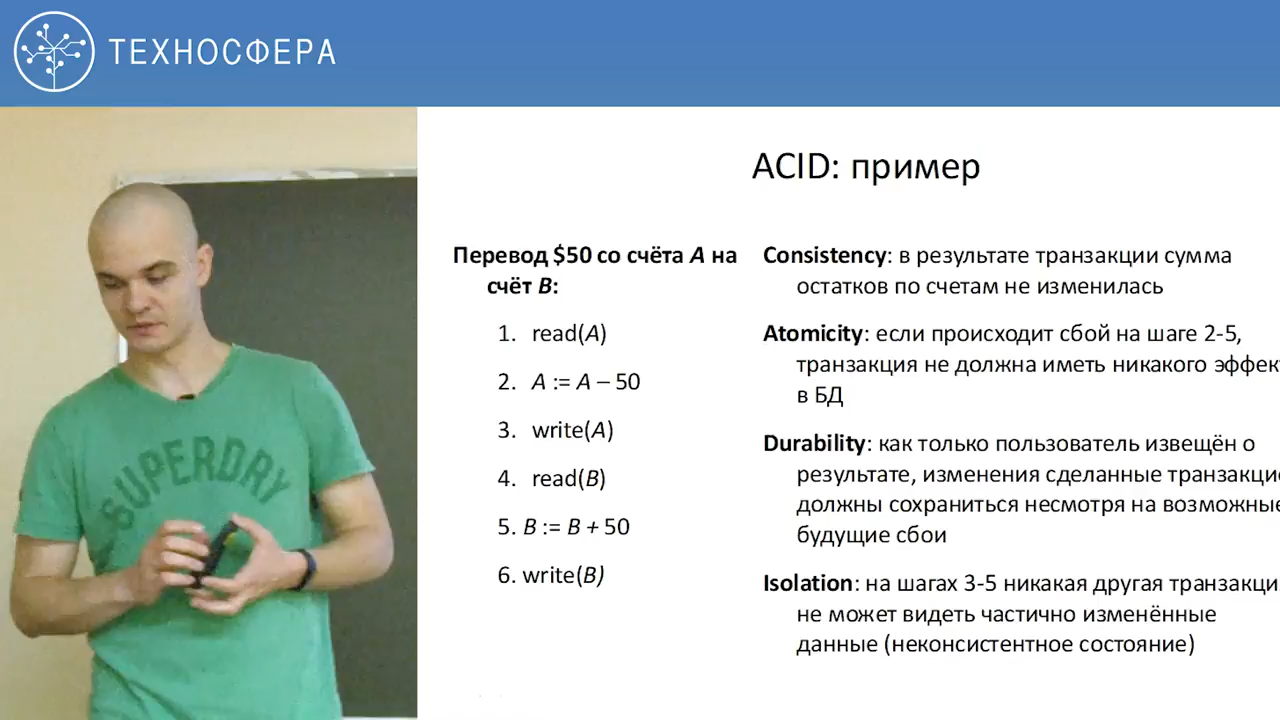 ТЕХНОСФЕРА
ACID: пример
Перевод $50 со счёта A на
счёт B:
1. read(A)
2. A := A – 50
3. write(A)
4. read(B)
5. B := B + 50
6. write(B)
Consistency: в результате транзакции сумма
остатков по счетам не изменилась
Atomicity: если происходит сбой на шаге 2-5,
транзакция не должна иметь никакого эффек
в БД
Durability: как только пользователь извещён о
результате, изменения сделанные транзакцие
должны сохраниться несмотря на возможные
будущие сбои
Isolation: на шагах 3-5 никакая другая транзакци
не может видеть частично изменённые
данные (неконсистентное состояние)
SUPERDRY